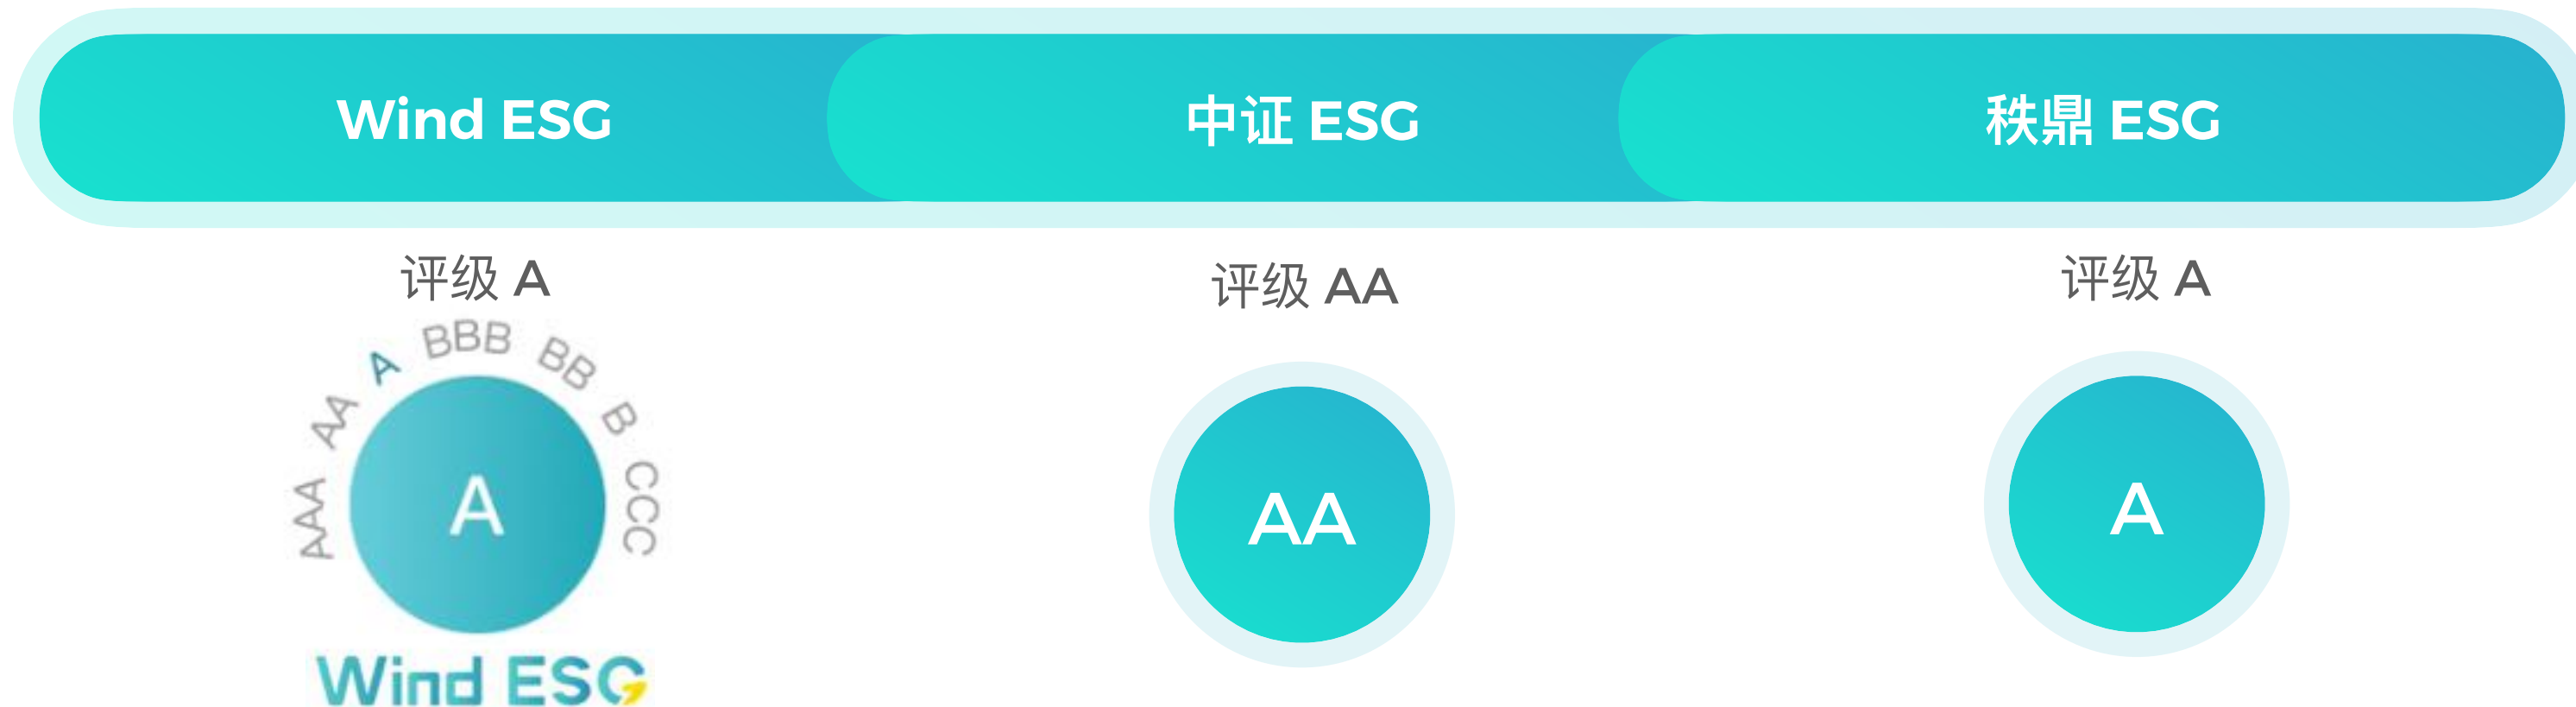 Wind ESG
中证 ESG
秩鼎 ESG
评级 A
评级 AA
评级 A
AAA
AA
A
BBB
BB
B
CCC
A
AA
A
Wind ESG